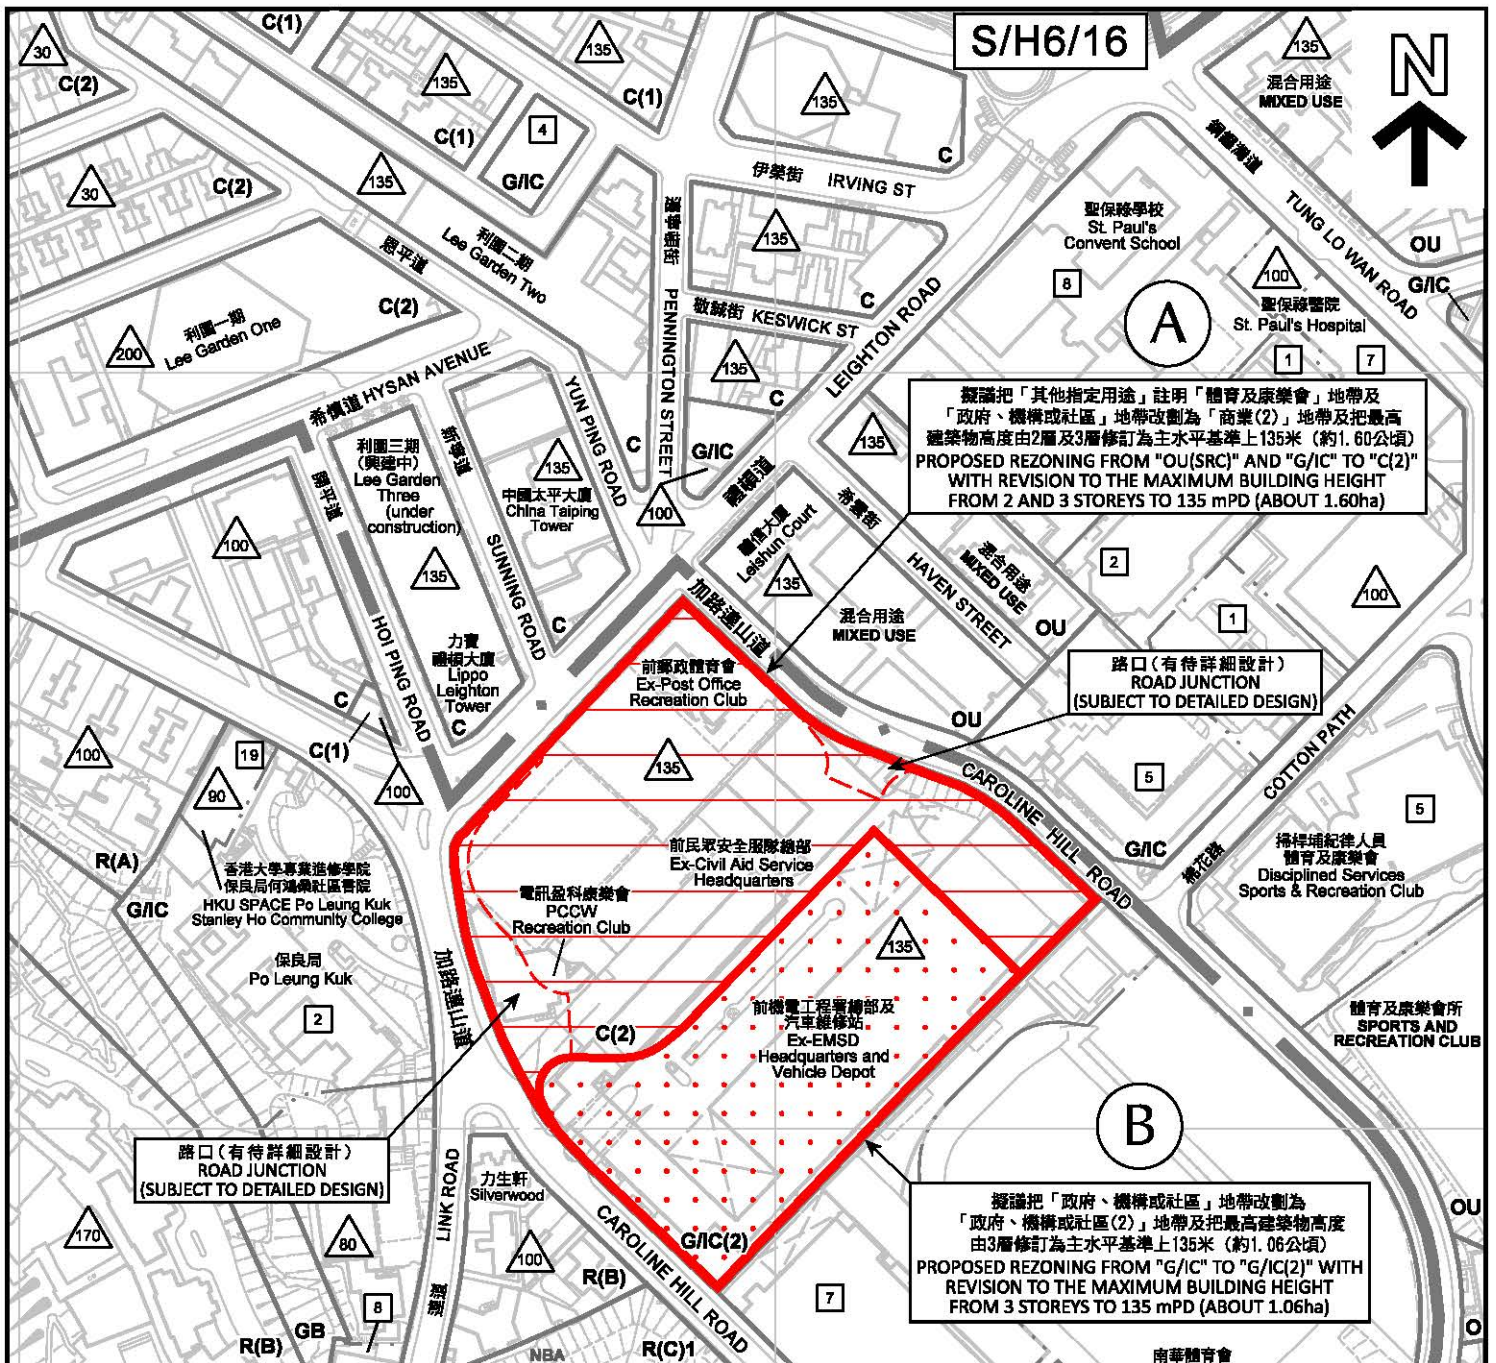 S/H6/16
N
30
C(2)
C(1)
135
C(1)
135
C(1)
4
G/IC
135
C
135
混合用途
MIXED USE
銅鑼灣道
TUNG LO WAN ROAD
30
C(2)
135
伊榮街 IRVING ST
恩平道
利園二期
Lee Garden Two
邊寧頓街
PENNINGTON STREET
135
敬誠街 KESWICK ST
C
聖保祿學校
St. Paul's
Convent School
8
A
100
聖保祿醫院
St. Paul's Hospital
1
7
OU
G/IC
C(2)
200
利園一期
Lee Garden One
希慎道 HYSAN AVENUE
YUN PING ROAD
135
C
LEIGHTON ROAD
禮頓道
G/IC
C
100
135
擬議把「其他指定用途」註明「體育及康樂會」地帶及
「政府、機構或社區」地帶改劃為「商業(2)」地帶及把最高
建築物高度由2層及3層修訂為主水平基準上135米（約1.60公頃）
PROPOSED REZONING FROM "OU(SRC)" AND "G/IC" TO "C(2)"
WITH REVISION TO THE MAXIMUM BUILDING HEIGHT
FROM 2 AND 3 STOREYS TO 135 mPD (ABOUT 1.60ha)
利園三期
(興建中)
Lee Garden
Three
(under
construction)
135
SUNNING ROAD
135
中國太平大廈
China Taiping
Tower
C
100
HOI PING ROAD
力寶
禮頓大廈
Lippo
Leighton
Tower
C
禮信大廈
Leishun Court
135
希雲街
HAVEN STREET
混合用途
MIXED USE
混合用途
MIXED USE
OU
2
1
100
加路連山道
前郵政體育會
Ex-Post Office
Recreation Club
135
OU
路口（有待詳細設計）
ROAD JUNCTION
(SUBJECT TO DETAILED DESIGN)
CAROLINE HILL ROAD
COTTON PATH
棉花路
5
5
G/IC
掃桿埔紀律人員
體育及康樂會
Disciplined Services
Sports & Recreation Club
C
C(1)
100
100
19
90
R(A)
G/IC
香港大學專業進修學院
保良局何鴻燊社區書院
HKU SPACE Po Leung Kuk
Stanley Ho Community College
保良局
Po Leung Kuk
2
加路連山道
前民眾安全服務隊總部
Ex-Civil Aid Service
Headquarters
電訊盈科康樂會
PCCW
Recreation Club
C(2)
135
前機電工程署總部及
汽車維修站
Ex-EMSD
Headquarters and
Vehicle Depot
體育及康樂會所
SPORTS AND
RECREATION CLUB
B
路口（有待詳細設計）
ROAD JUNCTION
(SUBJECT TO DETAILED DESIGN)
LINK ROAD
連道
力生軒
Silverwood
100
CAROLINE HILL ROAD
R(B)
G/IC(2)
擬議把「政府、機構或社區」地帶改劃為
「政府、機構或社區(2)」地帶及把最高建築物高度
由3層修訂為主水平基準上135米（約1.06公頃）
PROPOSED REZONING FROM "G/IC" TO "G/IC(2)" WITH
REVISION TO THE MAXIMUM BUILDING HEIGHT
FROM 3 STOREYS TO 135 mPD (ABOUT 1.06ha)
OU
170
80
8
GB
R(B)
NBA
R(C)1
7
南華體育會
O